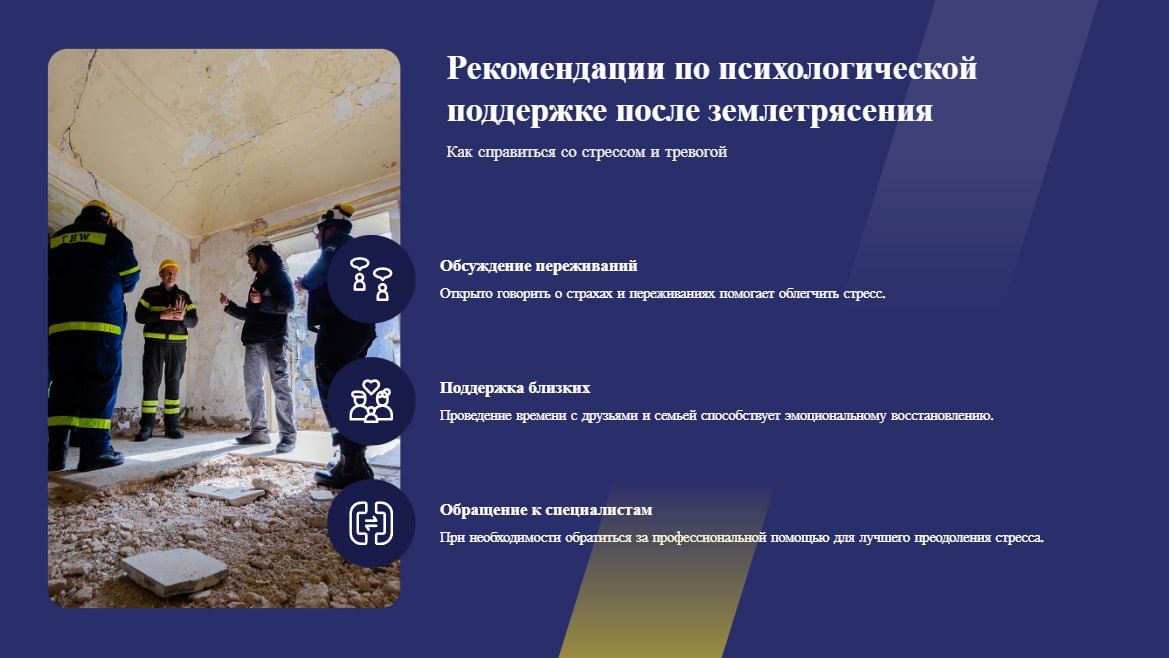 Рекомендации по психологической
поддержке после землетрясения
Как справиться со стрессом и тревогой
THW
Обсуждение переживаний
Открыто говорить о страхах и переживаниях помогает облегчить стресс.
Поддержка близких
Проведение времени с друзьями и семьей способствует эмоциональному восстановлению.
Обращение к специалистам
При необходимости обратиться за профессиональной помощью для лучшего преодоления стресса.